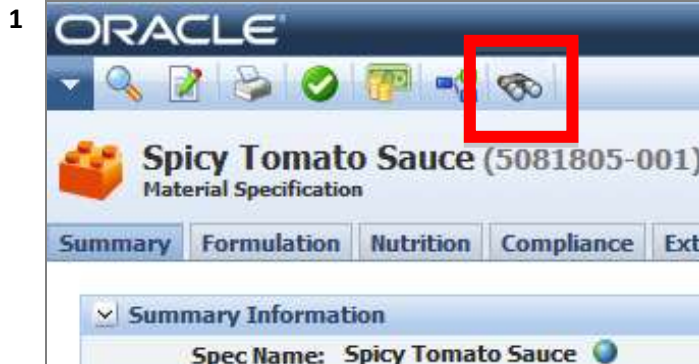 1
ORACLE
Spicy Tomato Sauce (5081805-001)
Material Specification
Summary Formulation Nutrition Compliance Ext
Summary Information
Spec Name: Spicy Tomato Sauce